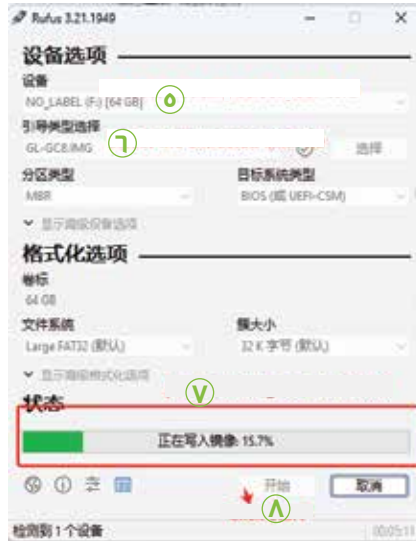 Rufus 3.21.1949
设备选项
设备
NO_LABEL (F:) [64 GB]
۵
引导类型选择
GL-GC8.IMG
۶
选择
分区类型
目标系统类型
MBR
BIOS (或 UEFI-CSM)
显示高级设备选项
格式化选项
卷标
64 GB
文件系统
簇大小
Large FAT32 (默认)
32 K 字节 (默认)
显示高级格式化选项
۷
状态
正在写入镜像: 15.7%
开始
取消
۸
检测到 1 个设备
00:05:11